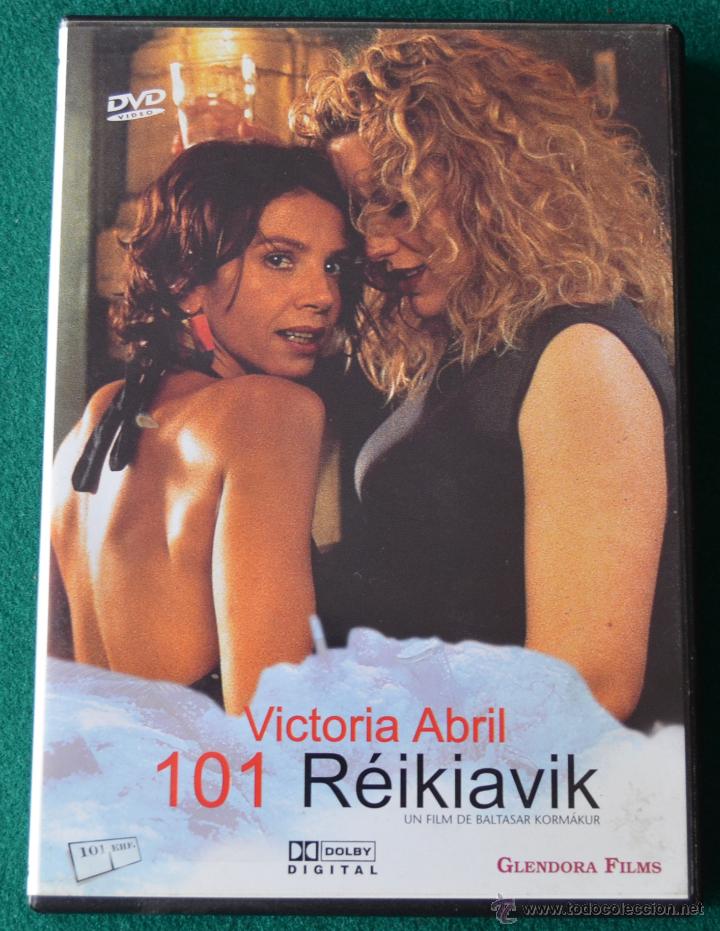 DVD
VIDEO
Victoria Abril
101 Réikiavik
UN FILM DE BALTASAR KORMÁKUR
DOLBY
DIGITAL
GLENDORA FILMS
www.todocoleccion.net